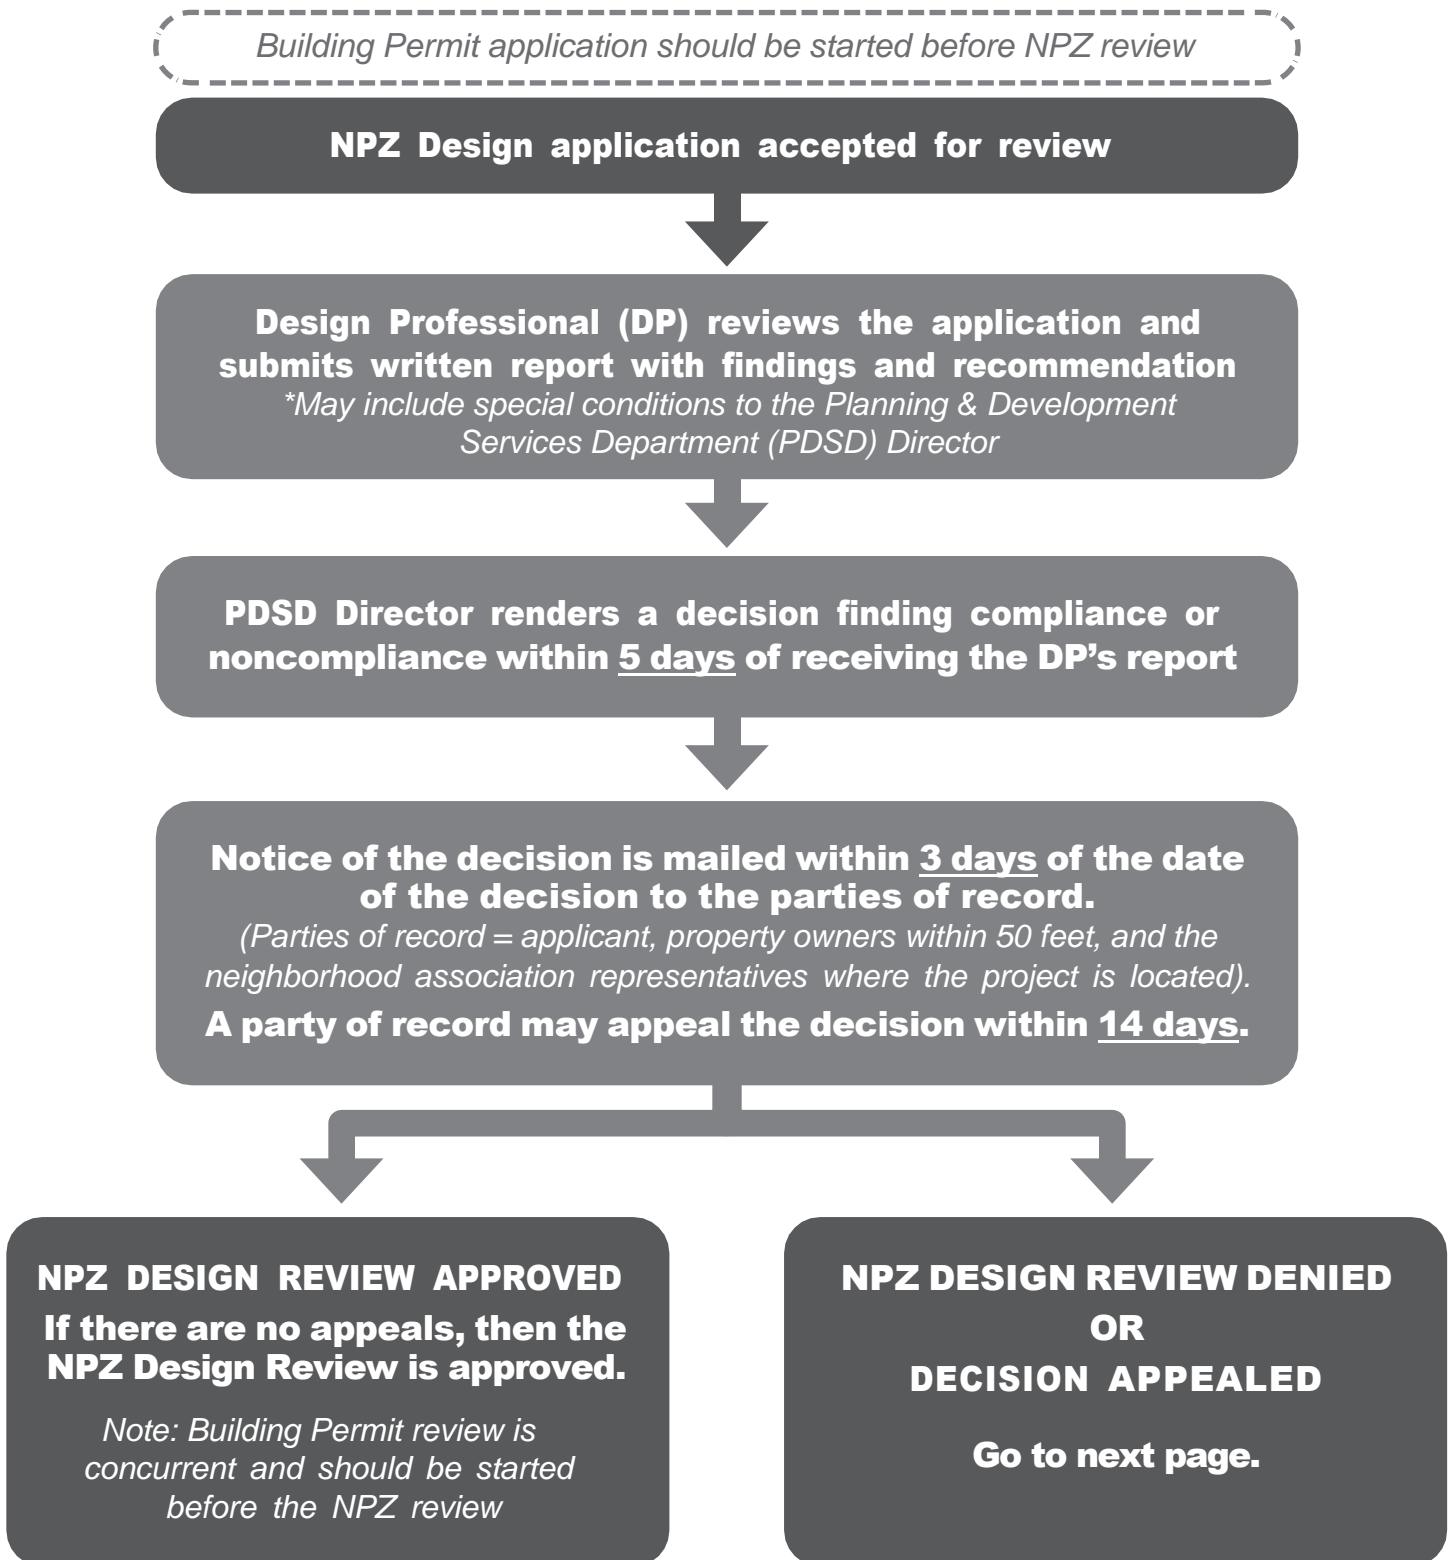 Building Permit application should be started before NPZ review
NPZ Design application accepted for review
Design Professional (DP) reviews the application and
submits written report with findings and recommendation
*May include special conditions to the Planning & Development
Services Department (PDSD) Director
PDSD Director renders a decision finding compliance or
noncompliance within 5 days of receiving the DP’s report
Notice of the decision is mailed within 3 days of the date
of the decision to the parties of record.
(Parties of record = applicant, property owners within 50 feet, and the
neighborhood association representatives where the project is located).
A party of record may appeal the decision within 14 days.
NPZ DESIGN REVIEW APPROVED
If there are no appeals, then the
NPZ Design Review is approved.
Note: Building Permit review is
concurrent and should be started
before the NPZ review
NPZ DESIGN REVIEW DENIED
OR
DECISION APPEALED
Go to next page.